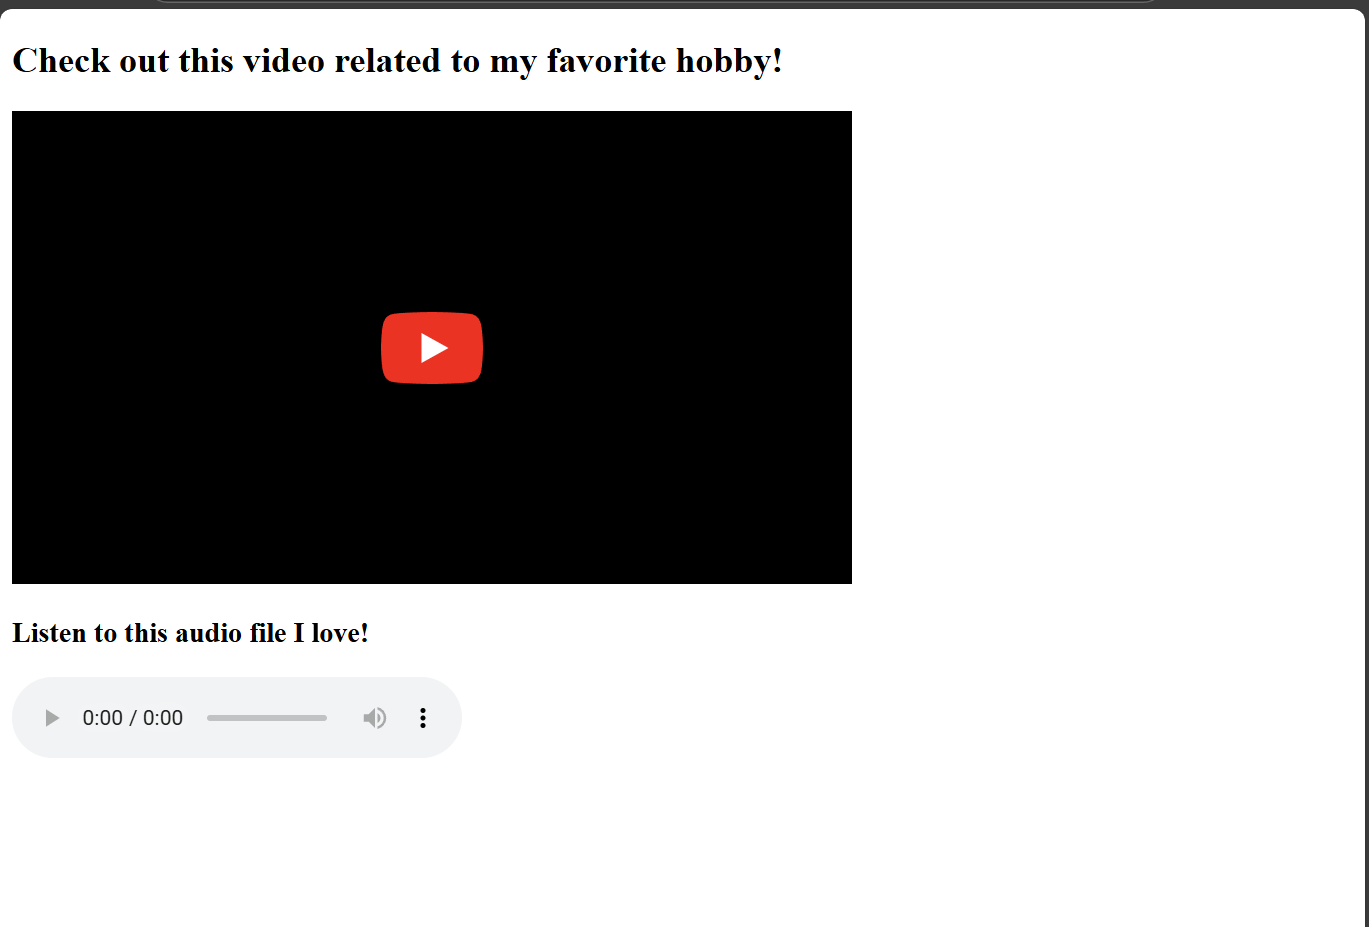 Check out this video related to my favorite hobby!
Listen to this audio file I love!
0:00 / 0:00